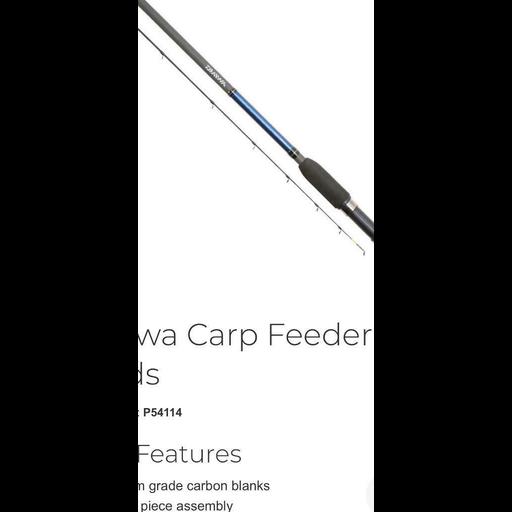 DAIWA
wa Carp Feeder
ds
: P54114
Features
m grade carbon blanks
piece assembly